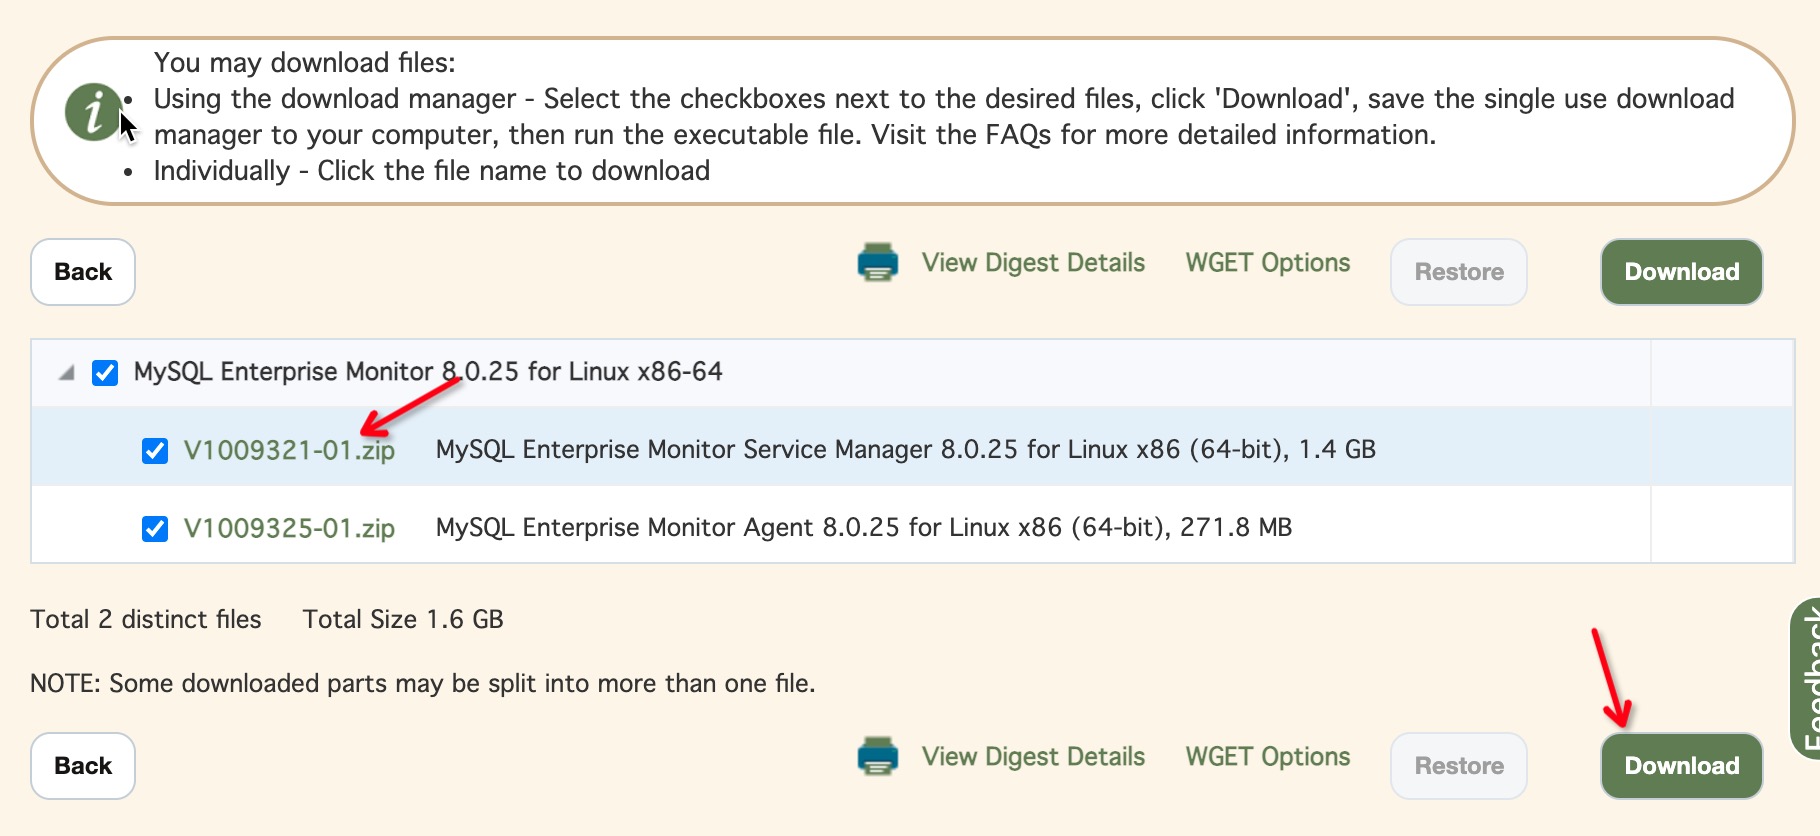 You may download files:
• Using the download manager - Select the checkboxes next to the desired files, click 'Download', save the single use download
manager to your computer, then run the executable file. Visit the FAQs for more detailed information.
• Individually - Click the file name to download
Back View Digest Details WGET Options Restore Download
MySQL Enterprise Monitor 8.0.25 for Linux x86-64
V1009321-01.zip MySQL Enterprise Monitor Service Manager 8.0.25 for Linux x86 (64-bit), 1.4 GB
V1009325-01.zip MySQL Enterprise Monitor Agent 8.0.25 for Linux x86 (64-bit), 271.8 MB
Total 2 distinct files Total Size 1.6 GB
NOTE: Some downloaded parts may be split into more than one file.
Back View Digest Details WGET Options Restore Download
Feedback